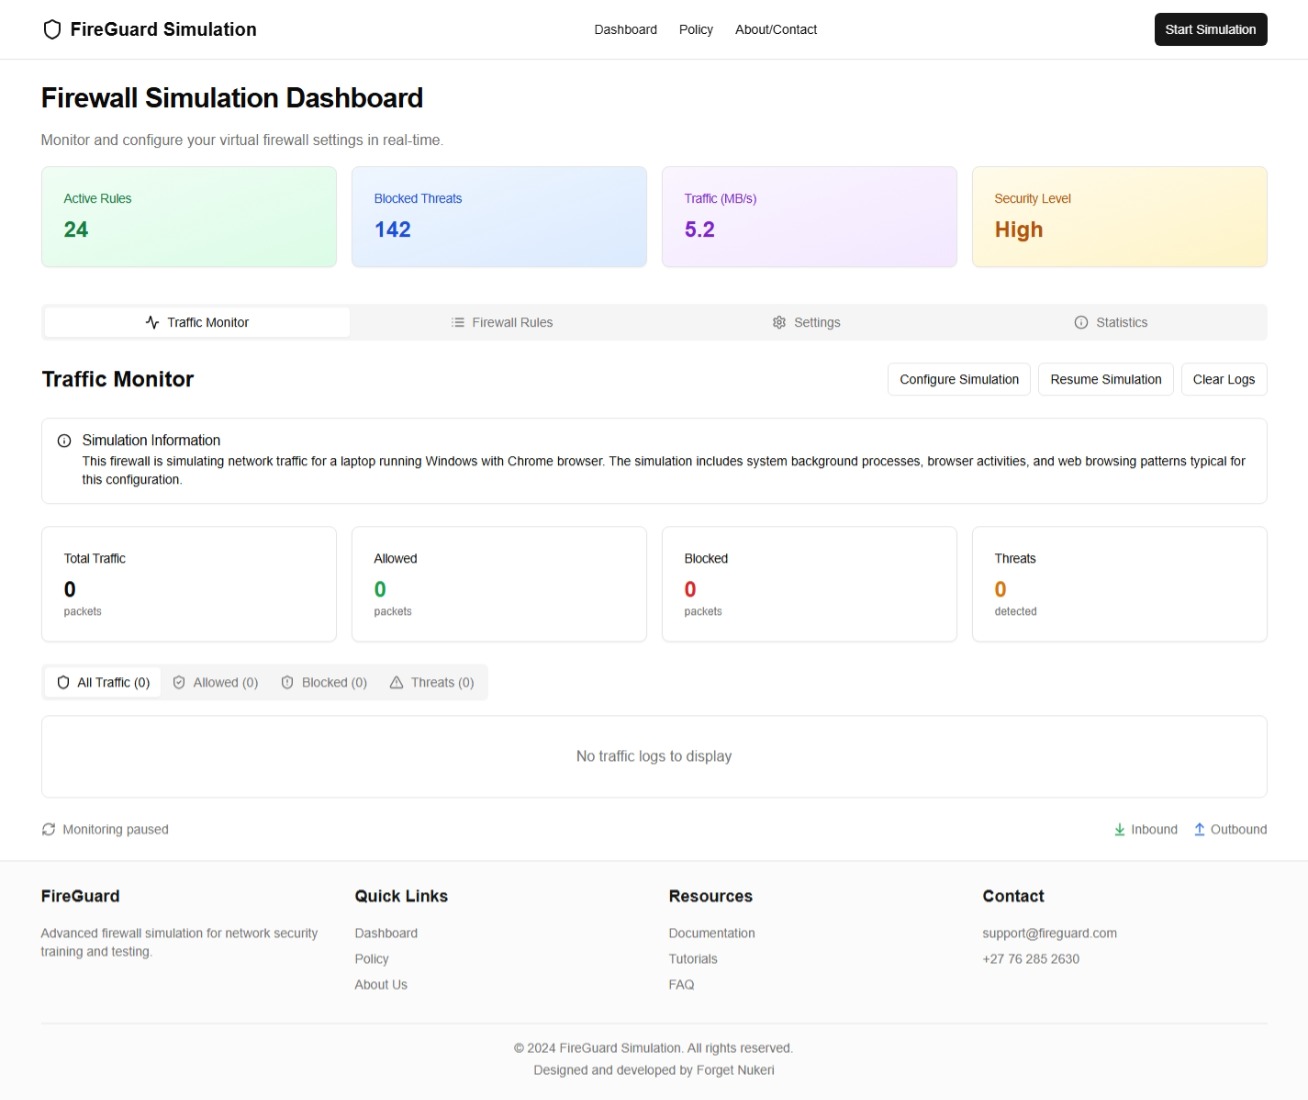 FireGuard Simulation
Dashboard Policy About/Contact
Start Simulation
Firewall Simulation Dashboard
Monitor and configure your virtual firewall settings in real-time.
Active Rules
24
Blocked Threats
142
Traffic (MB/s)
5.2
Security Level
High
Traffic Monitor
Firewall Rules
Settings
Statistics
Traffic Monitor
Configure Simulation
Resume Simulation
Clear Logs
Simulation Information
This firewall is simulating network traffic for a laptop running Windows with Chrome browser. The simulation includes system background processes, browser activities, and web browsing patterns typical for
this configuration.
Total Traffic
0
packets
Allowed
0
packets
Blocked
0
packets
Threats
0
detected
All Traffic (0)
Allowed (0)
Blocked (0)
Threats (0)
No traffic logs to display
Monitoring paused
Inbound
Outbound
FireGuard
Advanced firewall simulation for network security
training and testing.
Quick Links
Dashboard
Policy
About Us
Resources
Documentation
Tutorials
FAQ
Contact
support@fireguard.com
+27 76 285 2630
© 2024 FireGuard Simulation. All rights reserved.
Designed and developed by Forget Nukeri